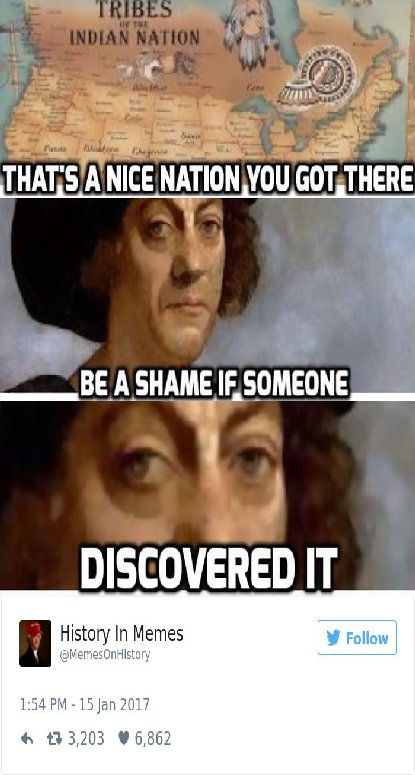 TRIBES
OF THE
INDIAN NATION
THAT'S A NICE NATION YOU GOT THERE
BE A SHAME IF SOMEONE
DISCOVERED IT
History In Memes
@MemesOnHistory
Follow
1:54 PM - 15 Jan 2017
3,203 6,862